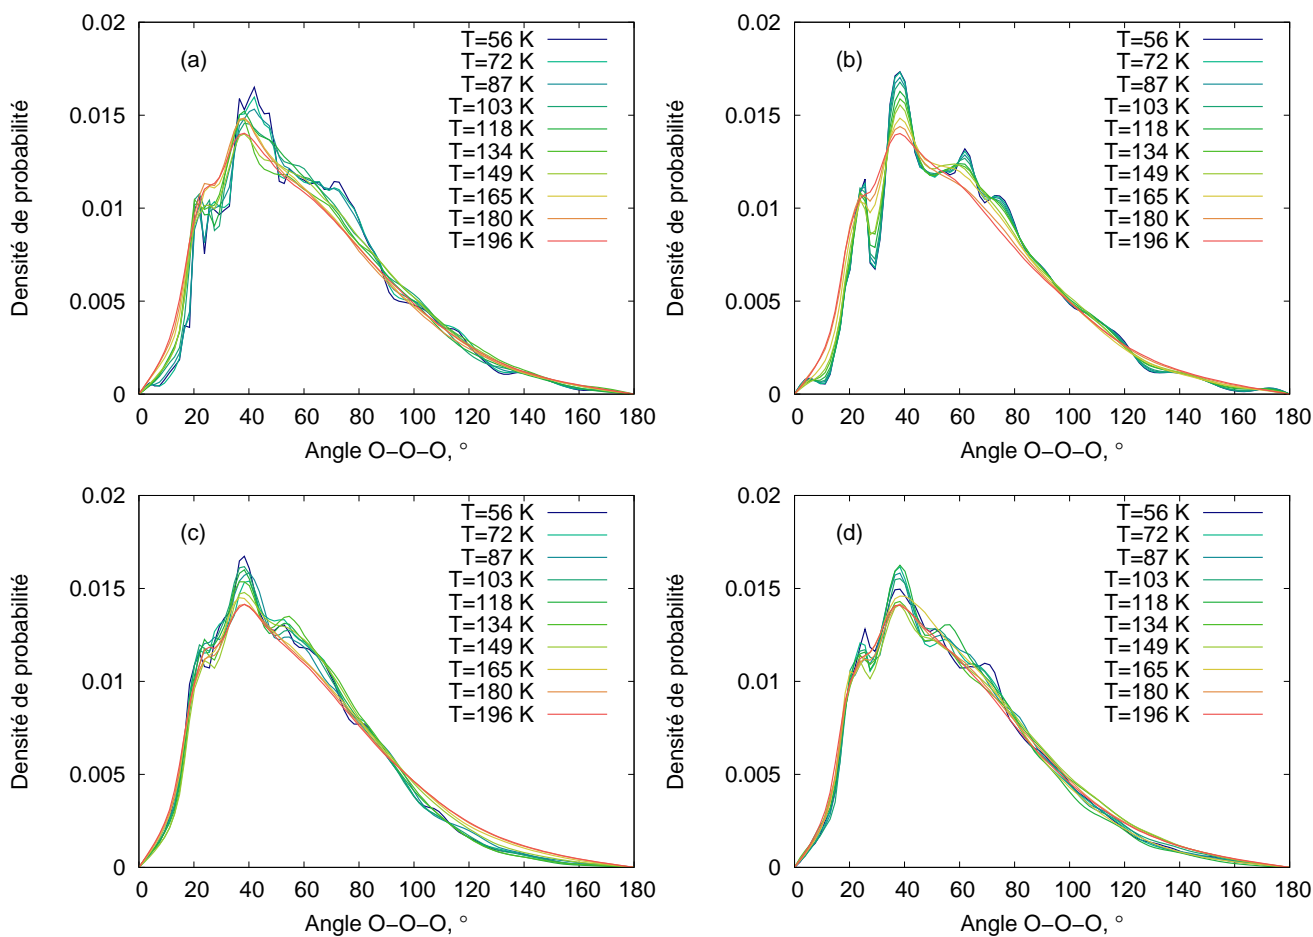 (a)
Densité de probabilité
0.02
0.015
0.01
0.005
0
T=56 K
T=72 K
T=87 K
T=103 K
T=118 K
T=134 K
T=149 K
T=165 K
T=180 K
T=196 K
0 20 40 60 80 100 120 140 160 180
Angle O−O−O, °
(b)
Densité de probabilité
0.02
0.015
0.01
0.005
0
T=56 K
T=72 K
T=87 K
T=103 K
T=118 K
T=134 K
T=149 K
T=165 K
T=180 K
T=196 K
0 20 40 60 80 100 120 140 160 180
Angle O−O−O, °
(c)
Densité de probabilité
0.02
0.015
0.01
0.005
0
T=56 K
T=72 K
T=87 K
T=103 K
T=118 K
T=134 K
T=149 K
T=165 K
T=180 K
T=196 K
0 20 40 60 80 100 120 140 160 180
Angle O−O−O, °
(d)
Densité de probabilité
0.02
0.015
0.01
0.005
0
T=56 K
T=72 K
T=87 K
T=103 K
T=118 K
T=134 K
T=149 K
T=165 K
T=180 K
T=196 K
0 20 40 60 80 100 120 140 160 180
Angle O−O−O, °